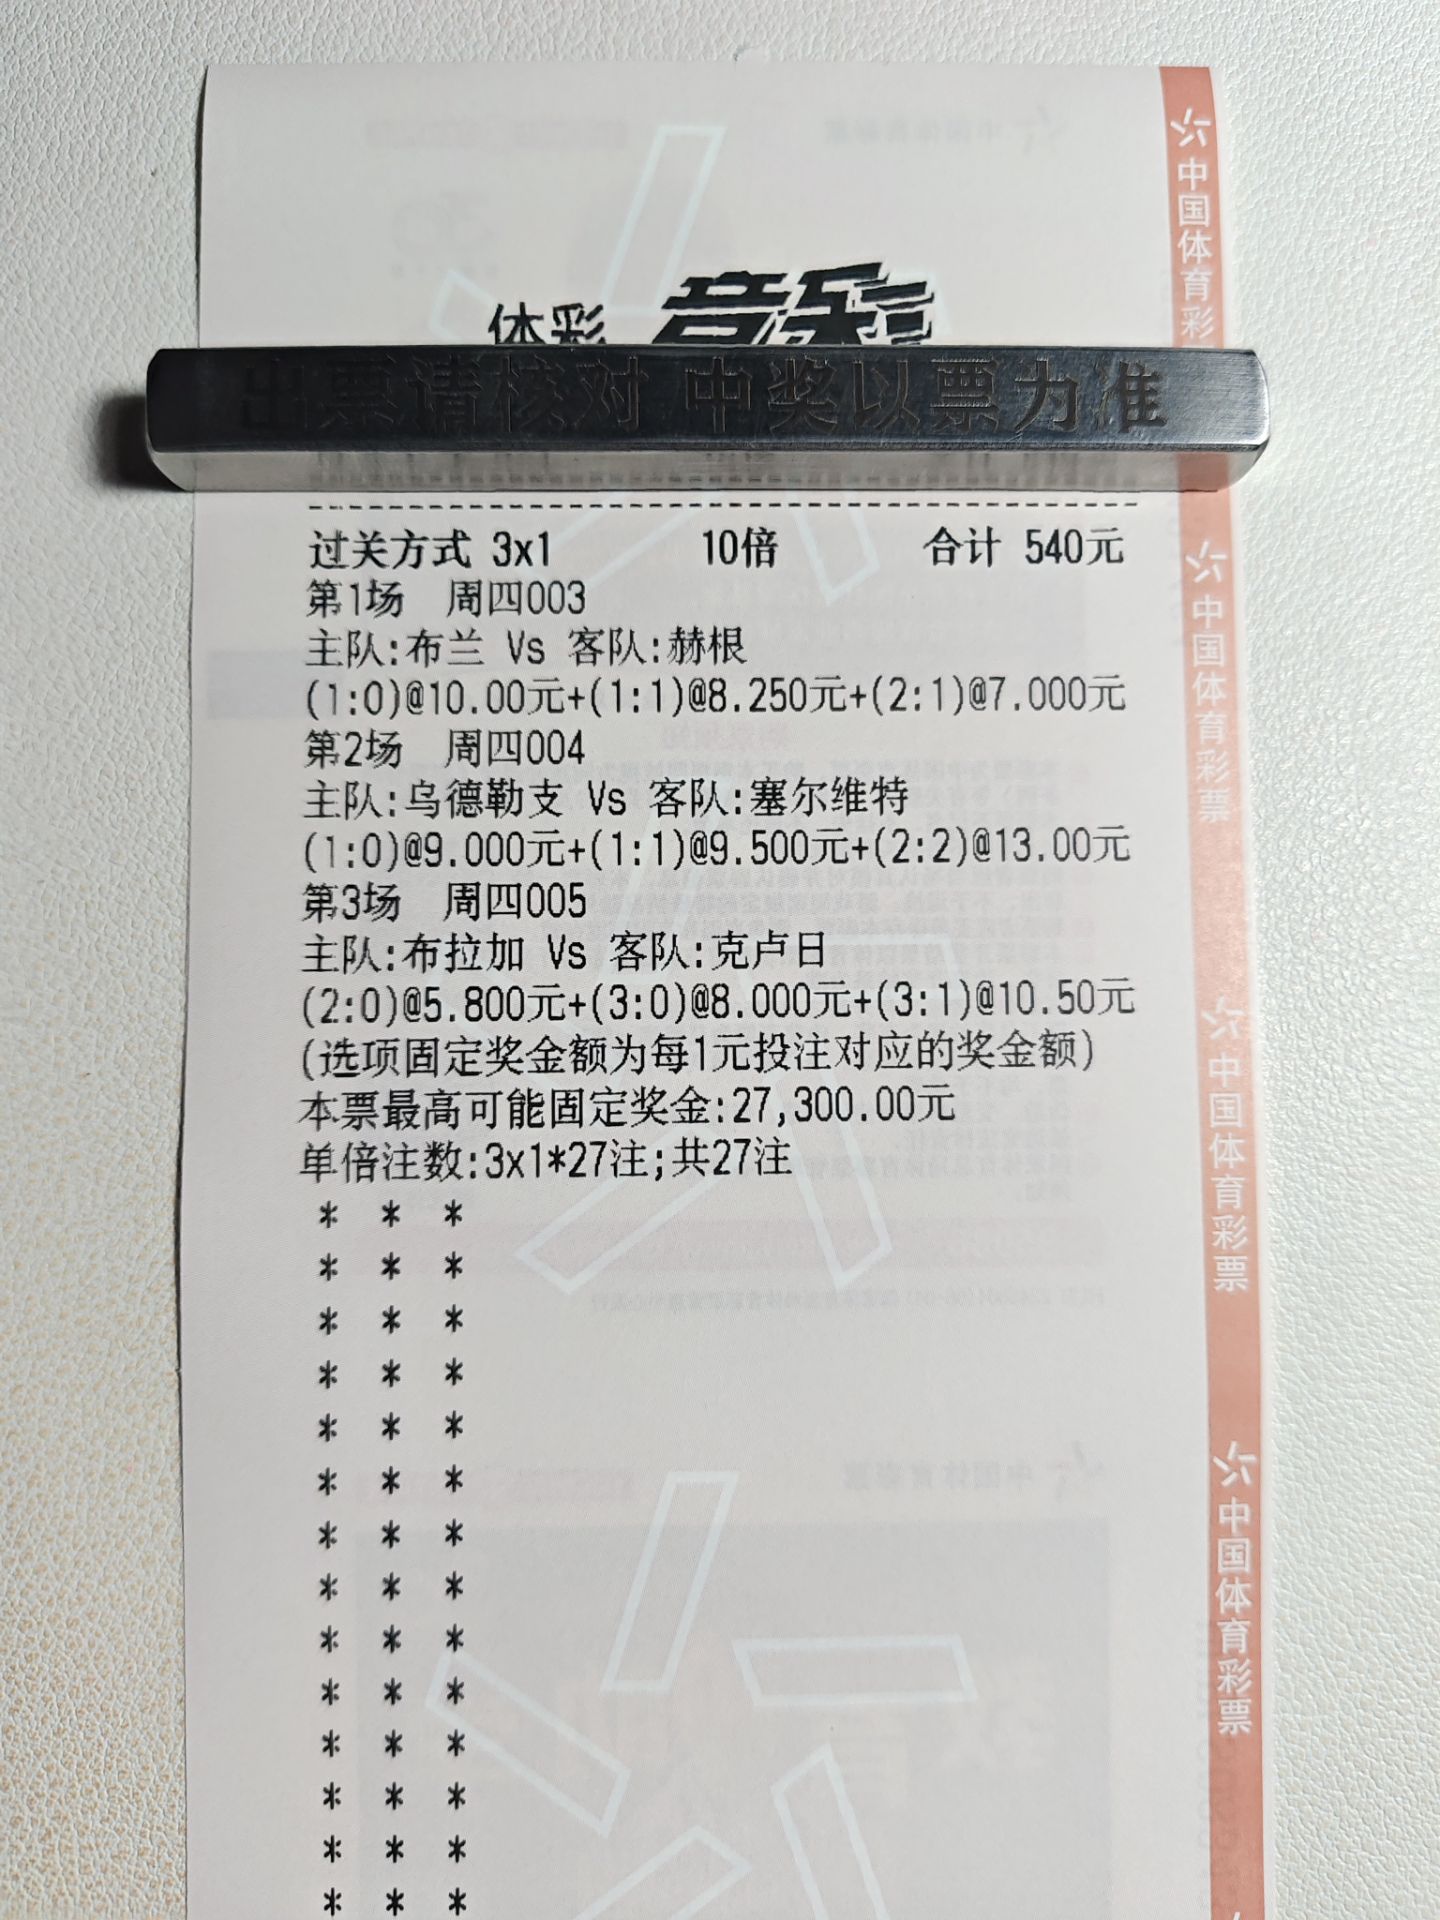 体彩 竞彩
出票请核对 中奖以票为准
过关方式 3x1 10倍 合计 540元
第1场 周四003
主队:布兰 Vs 客队:赫根
(1:0)@10.00元+(1:1)@8.250元+(2:1)@7.000元
第2场 周四004
主队:乌德勒支 Vs 客队:塞尔维特
(1:0)@9.000元+(1:1)@9.500元+(2:2)@13.00元
第3场 周四005
主队:布拉加 Vs 客队:克卢日
(2:0)@5.800元+(3:0)@8.000元+(3:1)@10.50元
(选项固定奖金额为每1元投注对应的奖金额)
本票最高可能固定奖金:27,300.00元
单倍注数:3x1*27注;共27注
* * *
* * *
* * *
* * *
* * *
* * *
* * *
* * *
* * *
* * *
* * *
* * *
* * *
* * *
中国体育彩
中国体育彩票
中国体育彩票
中国体育彩票